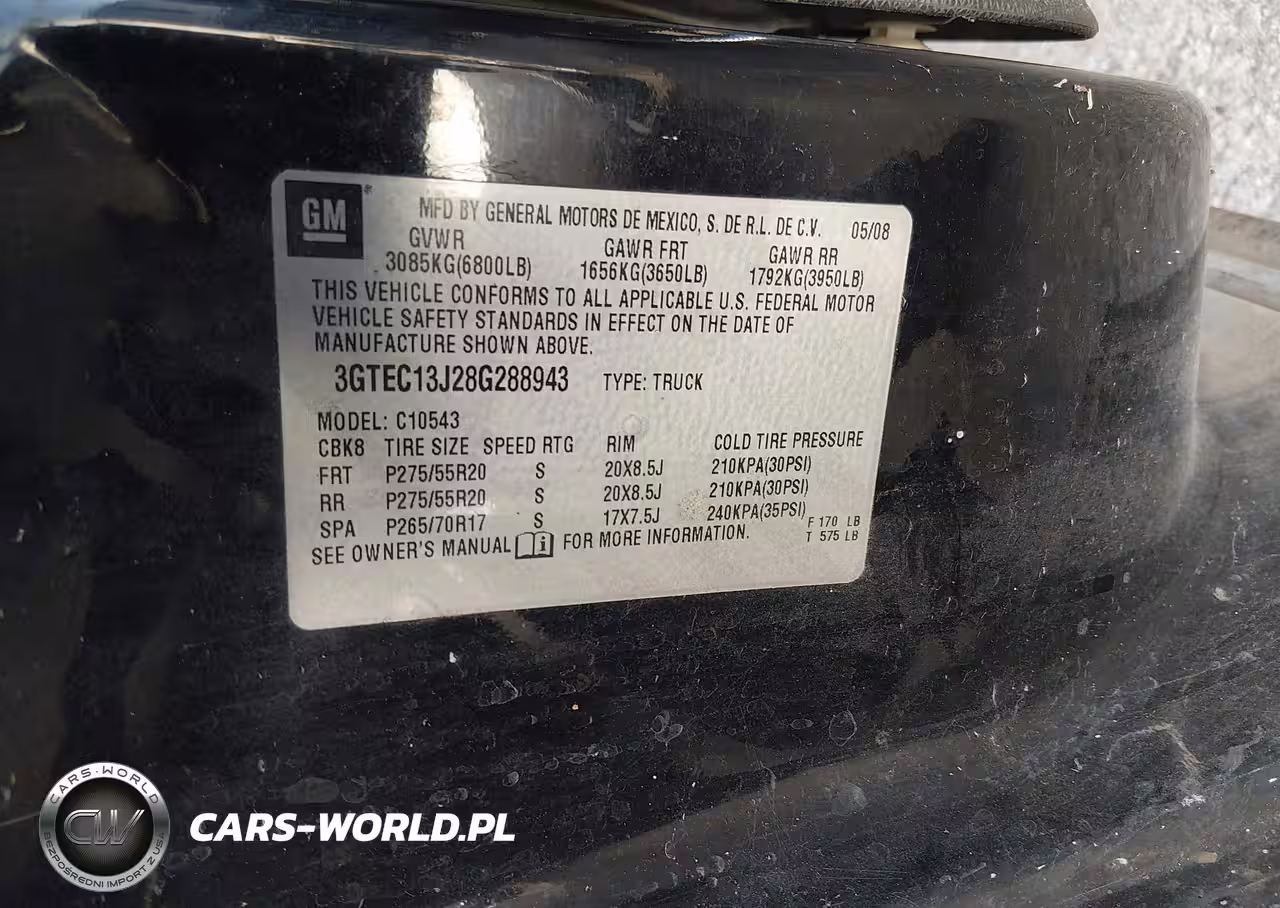 GM
MFD BY GENERAL MOTORS DE MEXICO, S. DE R.L. DE C.V. 05/08
GVWR GAWR FRT GAWR RR
3085KG(6800LB) 1656KG(3650LB) 1792KG(3950LB)
THIS VEHICLE CONFORMS TO ALL APPLICABLE U.S. FEDERAL MOTOR
VEHICLE SAFETY STANDARDS IN EFFECT ON THE DATE OF
MANUFACTURE SHOWN ABOVE.
3GTEC13J28G288943 TYPE: TRUCK
MODEL: C10543
CBK8 TIRE SIZE SPEED RTG RIM COLD TIRE PRESSURE
FRT P275/55R20 S 20X8.5J 210KPA(30PSI)
RR P275/55R20 S 20X8.5J 210KPA(30PSI)
SPA P265/70R17 S 17X7.5J 240KPA(35PSI) F 170 LB
SEE OWNER'S MANUAL FOR MORE INFORMATION. T 575 LB
CARS-WORLD
CW
BEZPOŚREDNI IMPORT Z USA
CARS-WORLD.PL